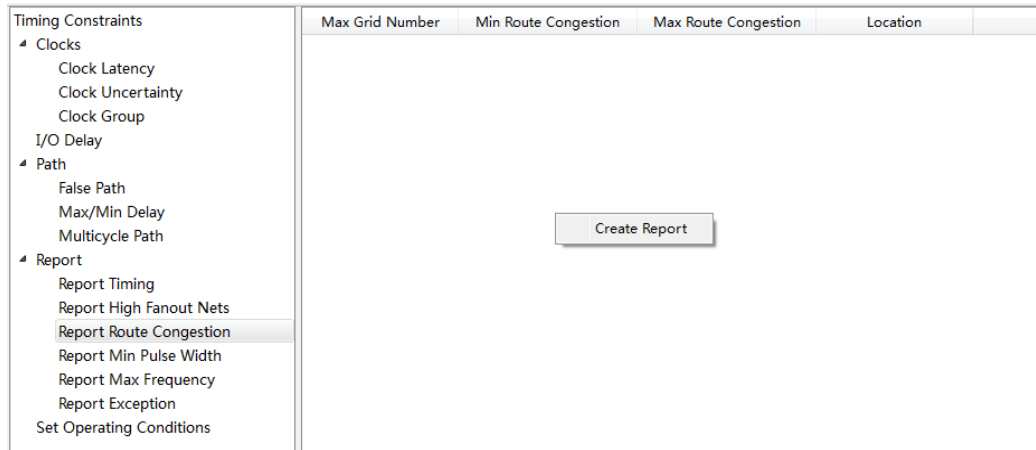 Timing Constraints
Clocks
Clock Latency
Clock Uncertainty
Clock Group
I/O Delay
Path
False Path
Max/Min Delay
Multicycle Path
Report
Report Timing
Report High Fanout Nets
Report Route Congestion
Report Min Pulse Width
Report Max Frequency
Report Exception
Set Operating Conditions
Max Grid Number Min Route Congestion Max Route Congestion Location
Create Report